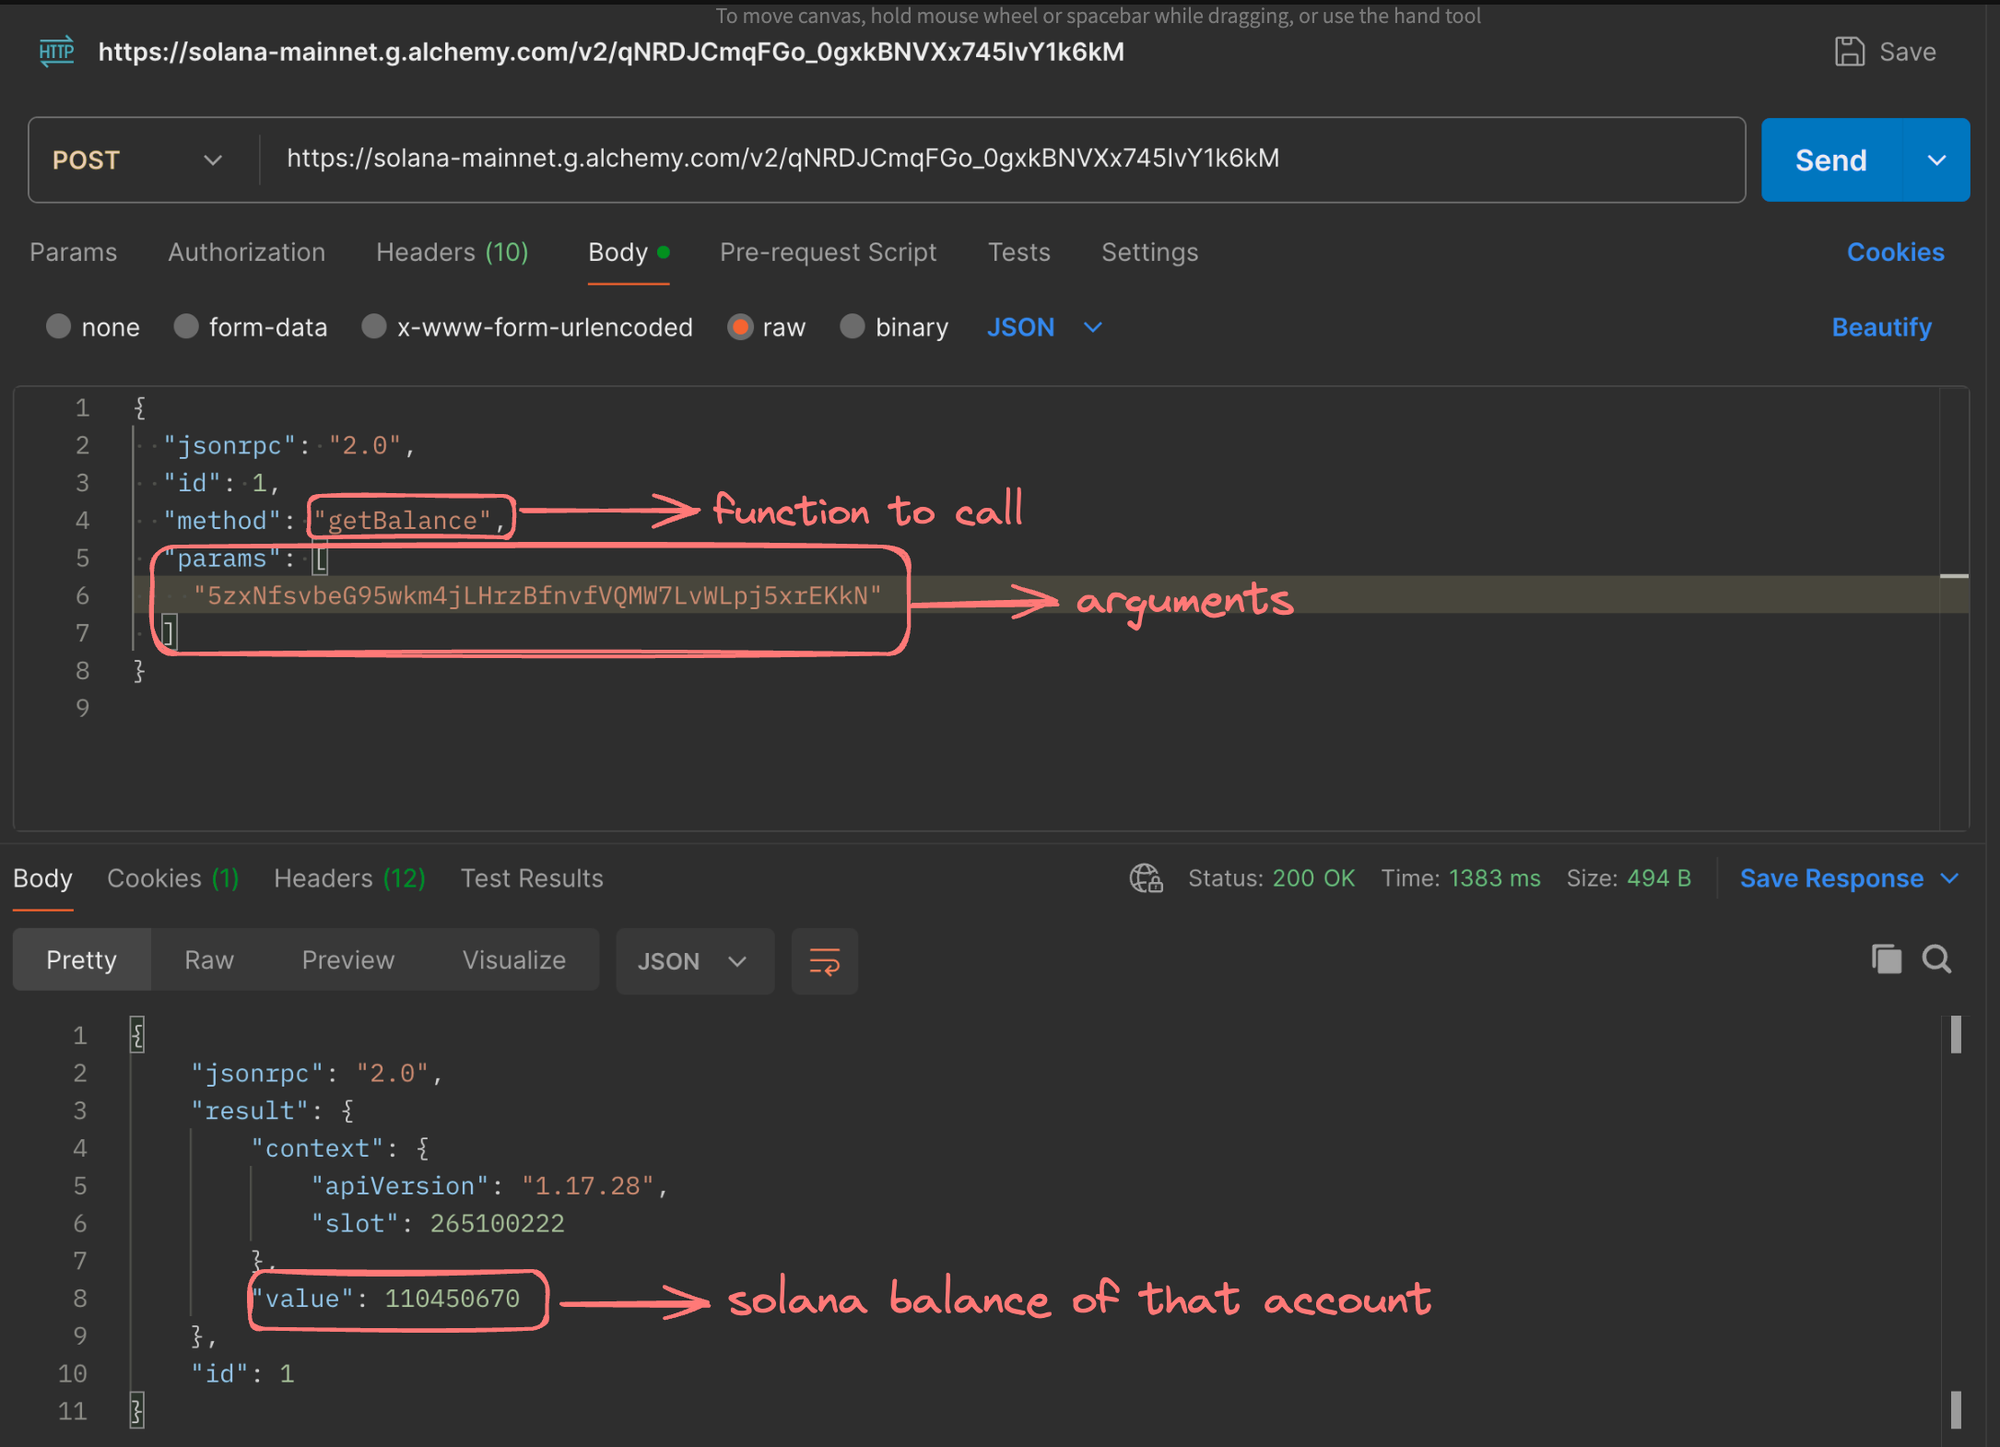 To move canvas, hold mouse wheel or spacebar while dragging, or use the hand tool
HTTP https://solana-mainnet.g.alchemy.com/v2/qNRDJCmqFGo_0gxkBNVXx745IvY1k6kM Save
POST https://solana-mainnet.g.alchemy.com/v2/qNRDJCmqFGo_0gxkBNVXx745IvY1k6kM Send
Params Authorization Headers (10) Body Pre-request Script Tests Settings Cookies
none form-data x-www-form-urlencoded raw binary JSON Beautify
1 {
2 "jsonrpc": "2.0",
3 "id": 1,
4 "method": "getBalance", function to call
5 "params": [
6 "5zxNfsvbeG95wkm4jLHrzBfnvfVQMW7LvWLpj5xrEKkN" arguments
7 ]
8 }
9
Body Cookies (1) Headers (12) Test Results Status: 200 OK Time: 1383 ms Size: 494 B Save Response
Pretty Raw Preview Visualize JSON
1 {
2 "jsonrpc": "2.0",
3 "result": {
4 "context": {
5 "apiVersion": "1.17.28",
6 "slot": 265100222
7 },
8 "value": 110450670 solana balance of that account
9 },
10 "id": 1
11 }